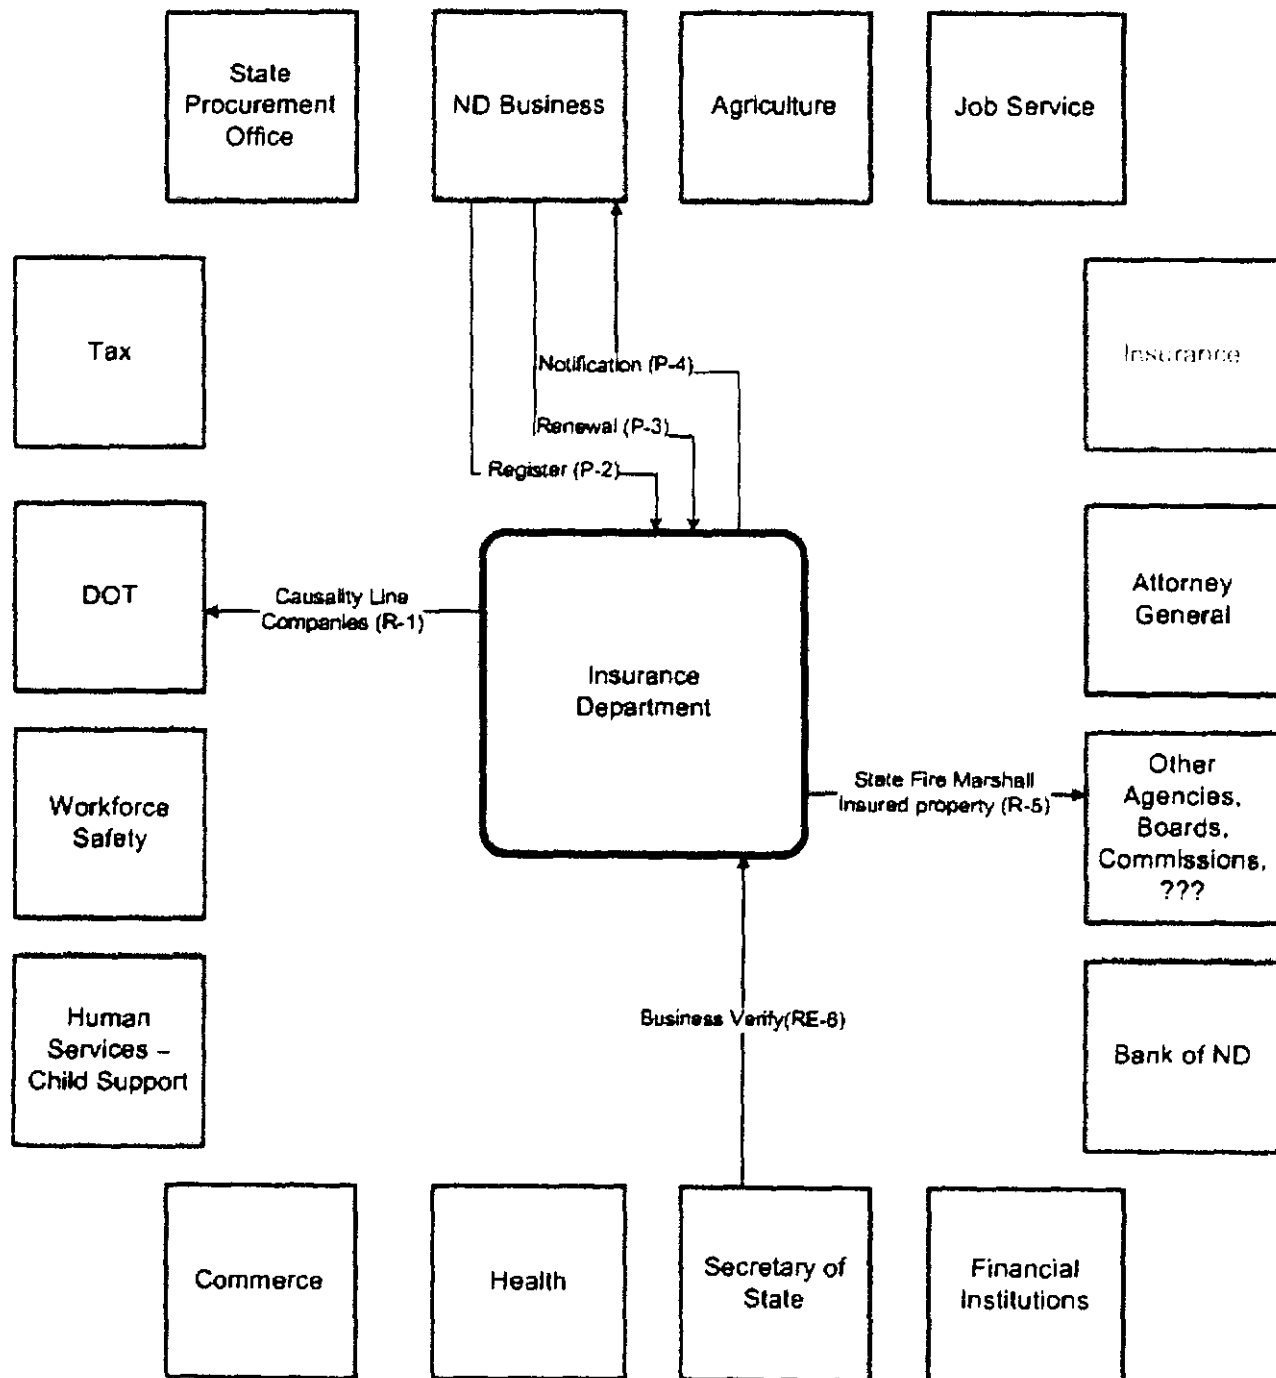 State
Procurement
Office
ND Business
Agriculture
Job Service
Tax
Insurance
Notification (P-4)
Renewal (P-3)
Register (P-2)
DOT
Causality Line
Companies (R-1)
Insurance
Department
Attorney
General
Workforce
Safety
State Fire Marshall
Insured property (R-5)
Other
Agencies,
Boards,
Commissions,
???
Human
Services –
Child Support
Business Verify(RE-6)
Bank of ND
Commerce
Health
Secretary of
State
Financial
Institutions